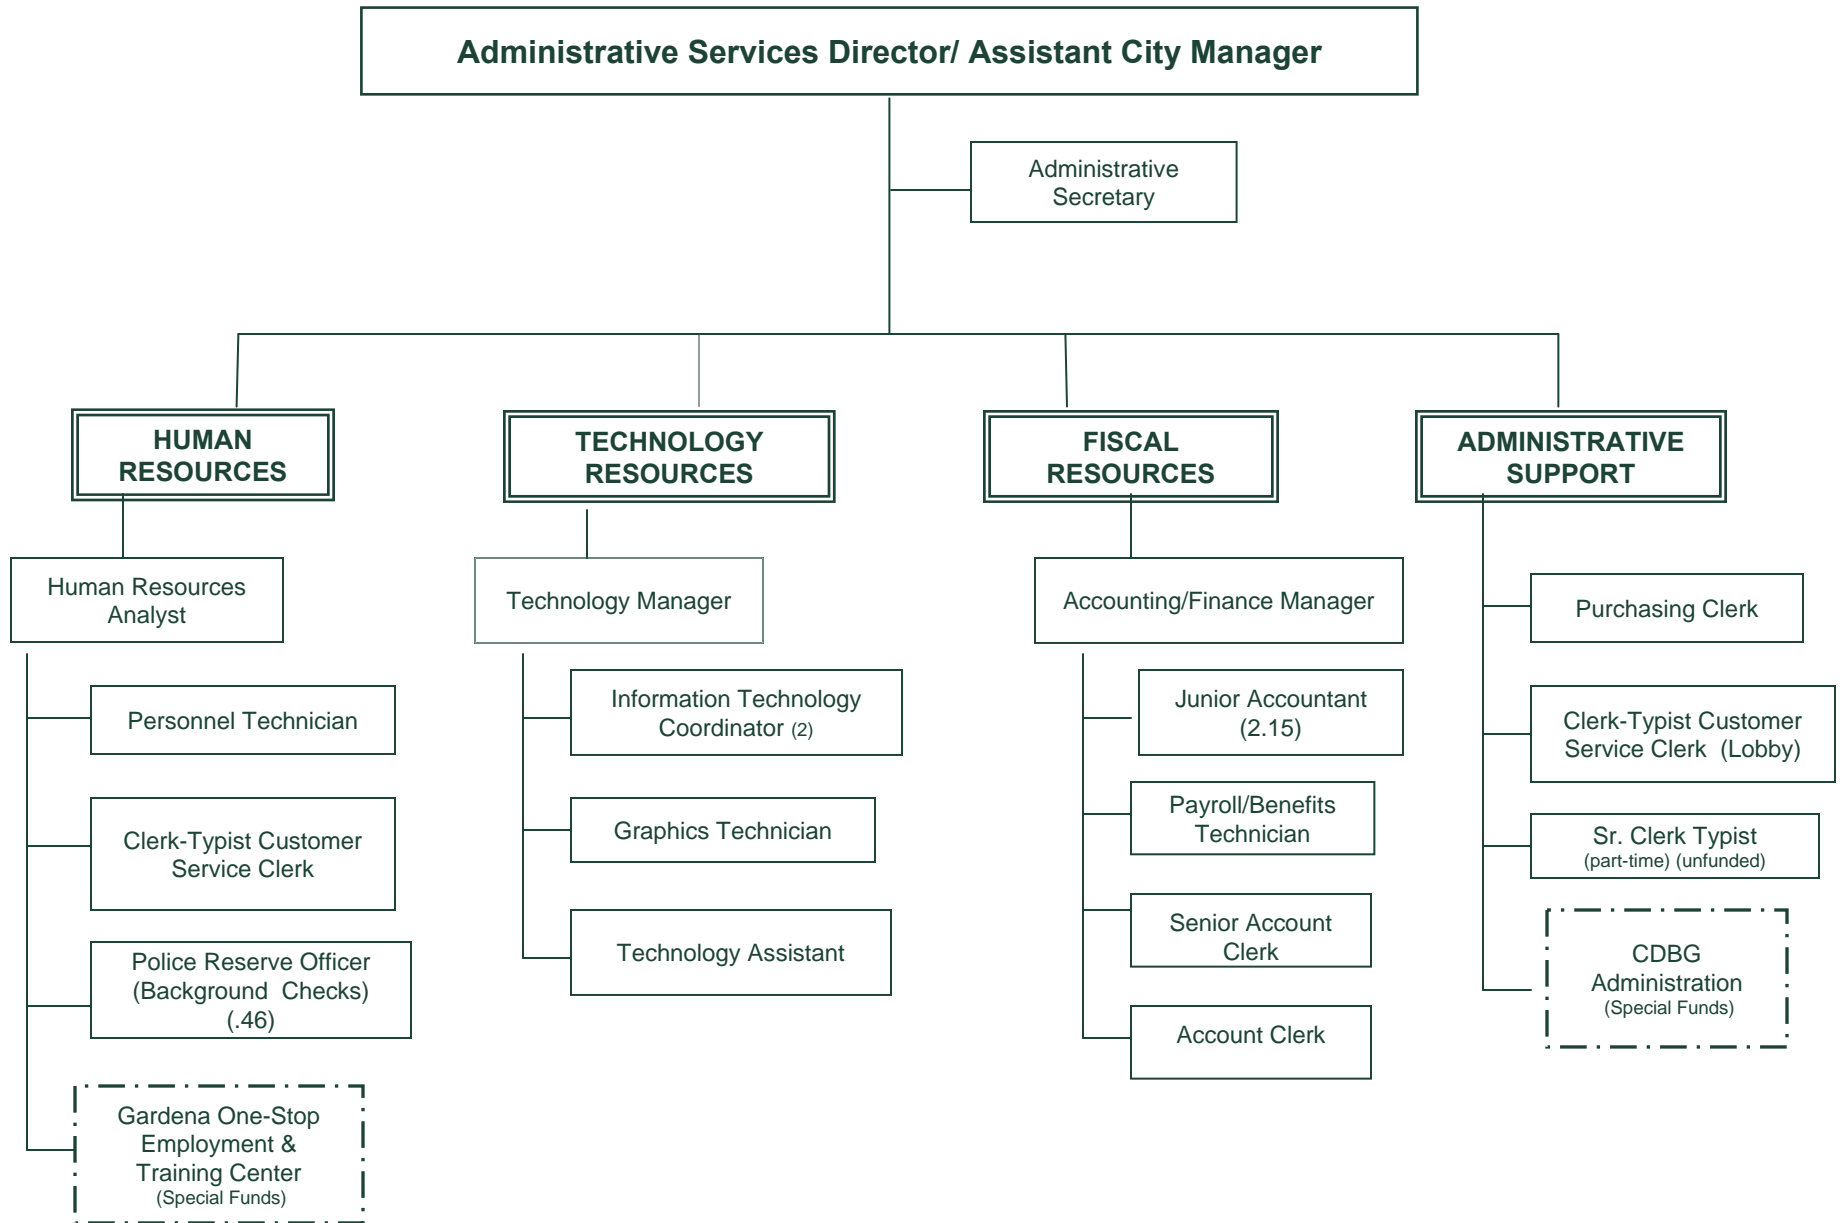 Administrative Services Director/ Assistant City Manager
Administrative
Secretary
HUMAN
RESOURCES
Human Resources
Analyst
Personnel Technician
Clerk-Typist Customer
Service Clerk
Police Reserve Officer
(Background Checks)
(.46)
Gardena One-Stop
Employment &
Training Center
(Special Funds)
TECHNOLOGY
RESOURCES
Technology Manager
Information Technology
Coordinator (2)
Graphics Technician
Technology Assistant
FISCAL
RESOURCES
Accounting/Finance Manager
Junior Accountant
(2.15)
Payroll/Benefits
Technician
Senior Account
Clerk
Account Clerk
ADMINISTRATIVE
SUPPORT
Purchasing Clerk
Clerk-Typist Customer
Service Clerk (Lobby)
Sr. Clerk Typist
(part-time) (unfunded)
CDBG
Administration
(Special Funds)